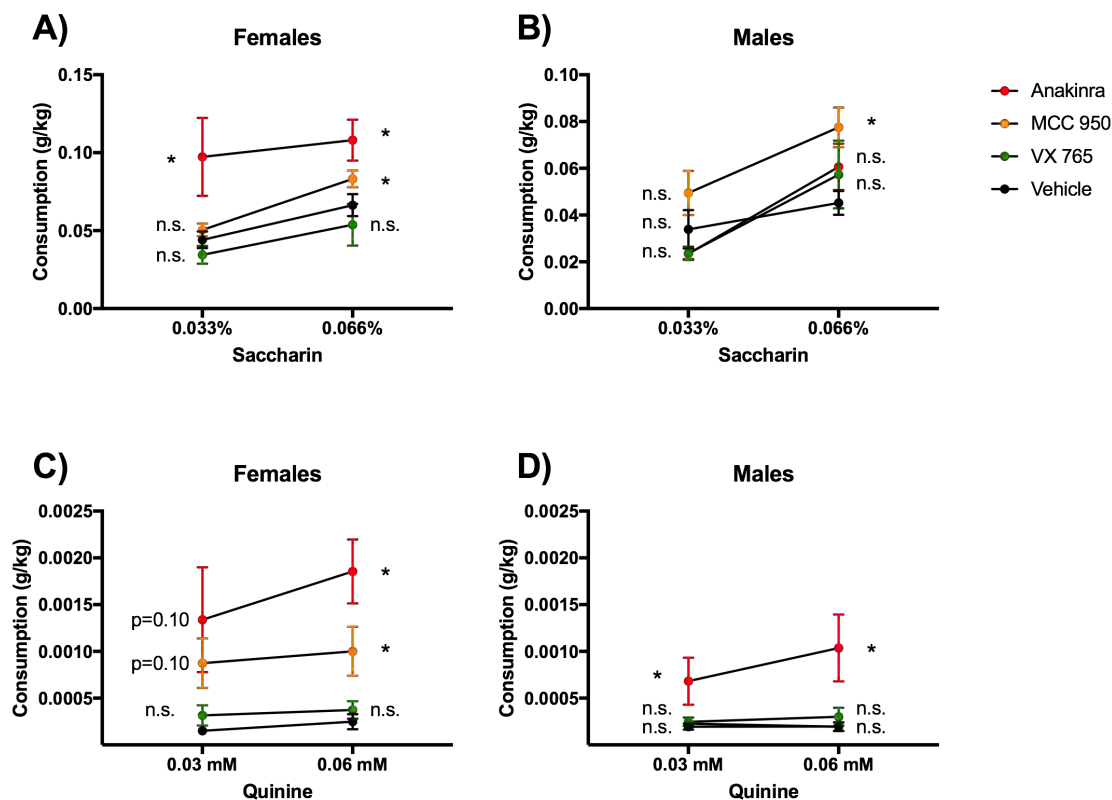 A)
Females
Consumption (g/kg)
0.15
0.10
0.05
0.00
*
*
*
n.s.
n.s.
n.s.
0.033%
0.066%
Saccharin
B)
Males
Consumption (g/kg)
0.10
0.08
0.06
0.04
0.02
0.00
*
n.s.
n.s.
n.s.
n.s.
n.s.
0.033%
0.066%
Saccharin
Anakinra
MCC 950
VX 765
Vehicle
C)
Females
Consumption (g/kg)
0.0025
0.0020
0.0015
0.0010
0.0005
*
p=0.10
*
p=0.10
n.s.
n.s.
0.03 mM
0.06 mM
Quinine
D)
Males
Consumption (g/kg)
0.0025
0.0020
0.0015
0.0010
0.0005
*
*
n.s.
n.s.
n.s.
n.s.
0.03 mM
0.06 mM
Quinine